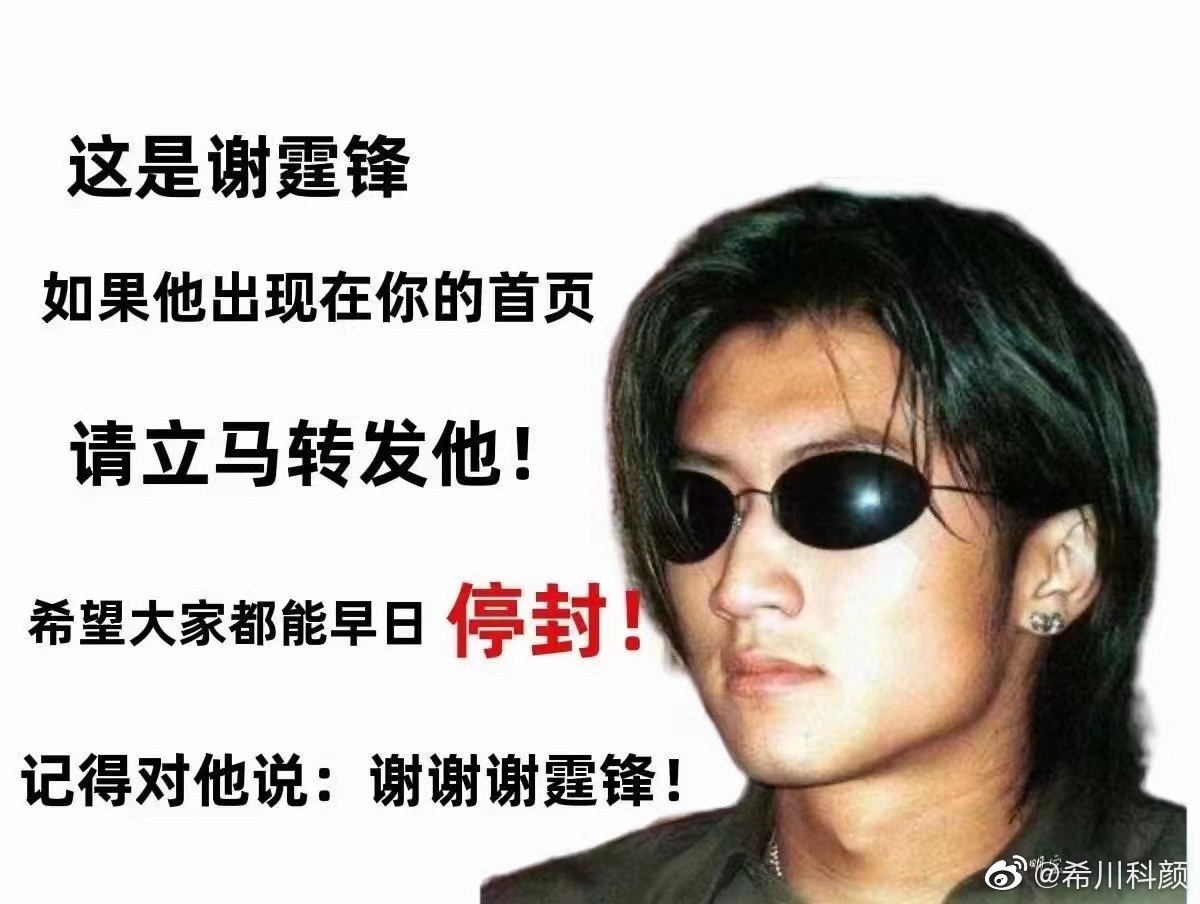 这是谢霆锋
如果他出现在你的首页
请立马转发他！
希望大家都能早日 停封！
记得对他说：谢谢谢霆锋！
@希川科颜